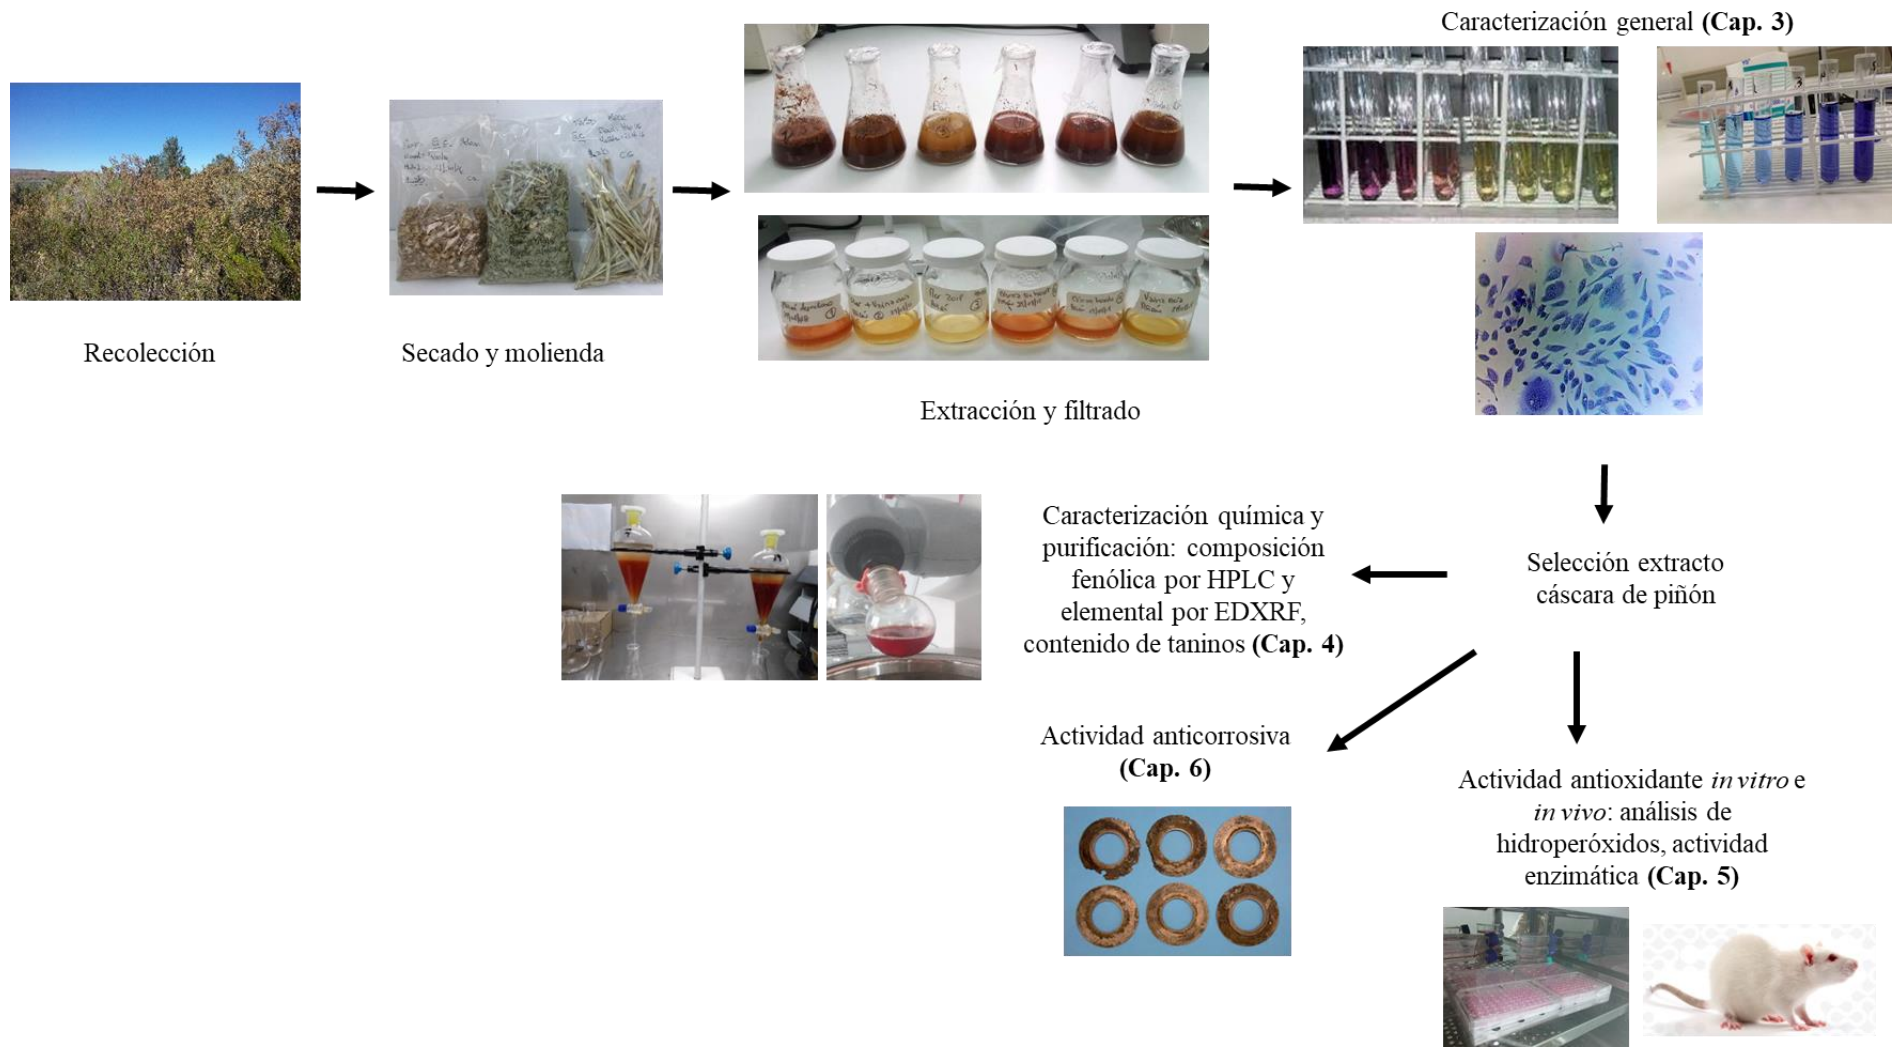 Caracterización general (Cap. 3)
Recolección
Secado y molienda
Extracción y filtrado
Caracterización química y
purificación: composición
fenólica por HPLC y
elemental por EDXRF,
contenido de taninos (Cap. 4)
Selección extracto
cáscara de piñón
Actividad anticorrosiva
(Cap. 6)
Actividad antioxidante in vitro e
in vivo: análisis de
hidroperóxidos, actividad
enzimática (Cap. 5)